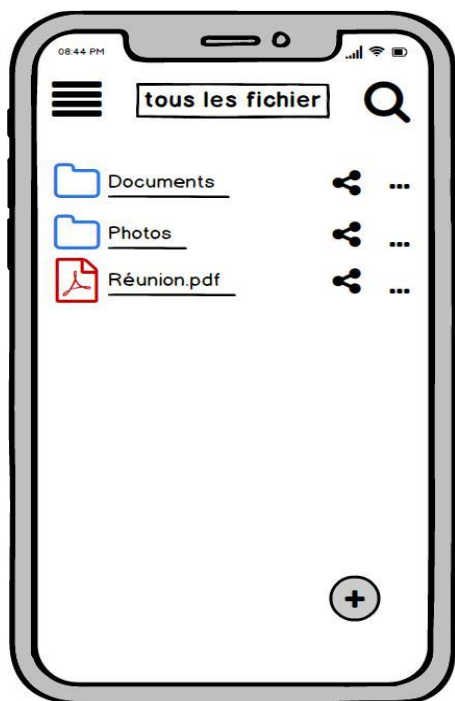 08:44 PM
tous les fichier
Documents
Photos
Réunion.pdf